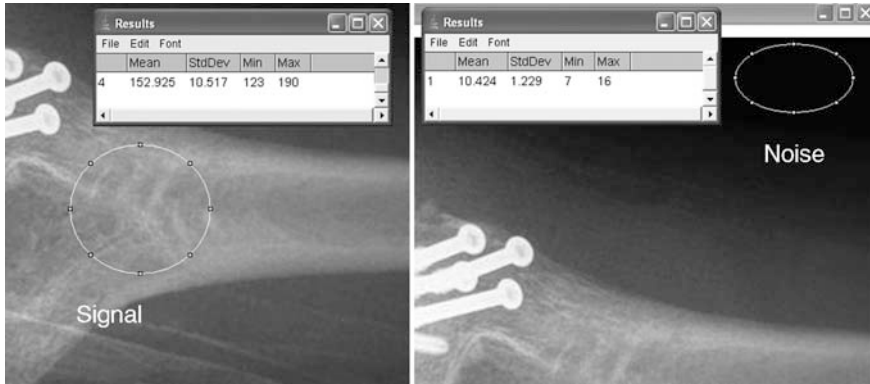 Results
File Edit Font
Mean StdDev Min Max
4 152.925 10.517 123 190
Signal
Results
File Edit Font
Mean StdDev Min Max
1 10.424 1.229 7 16
Noise